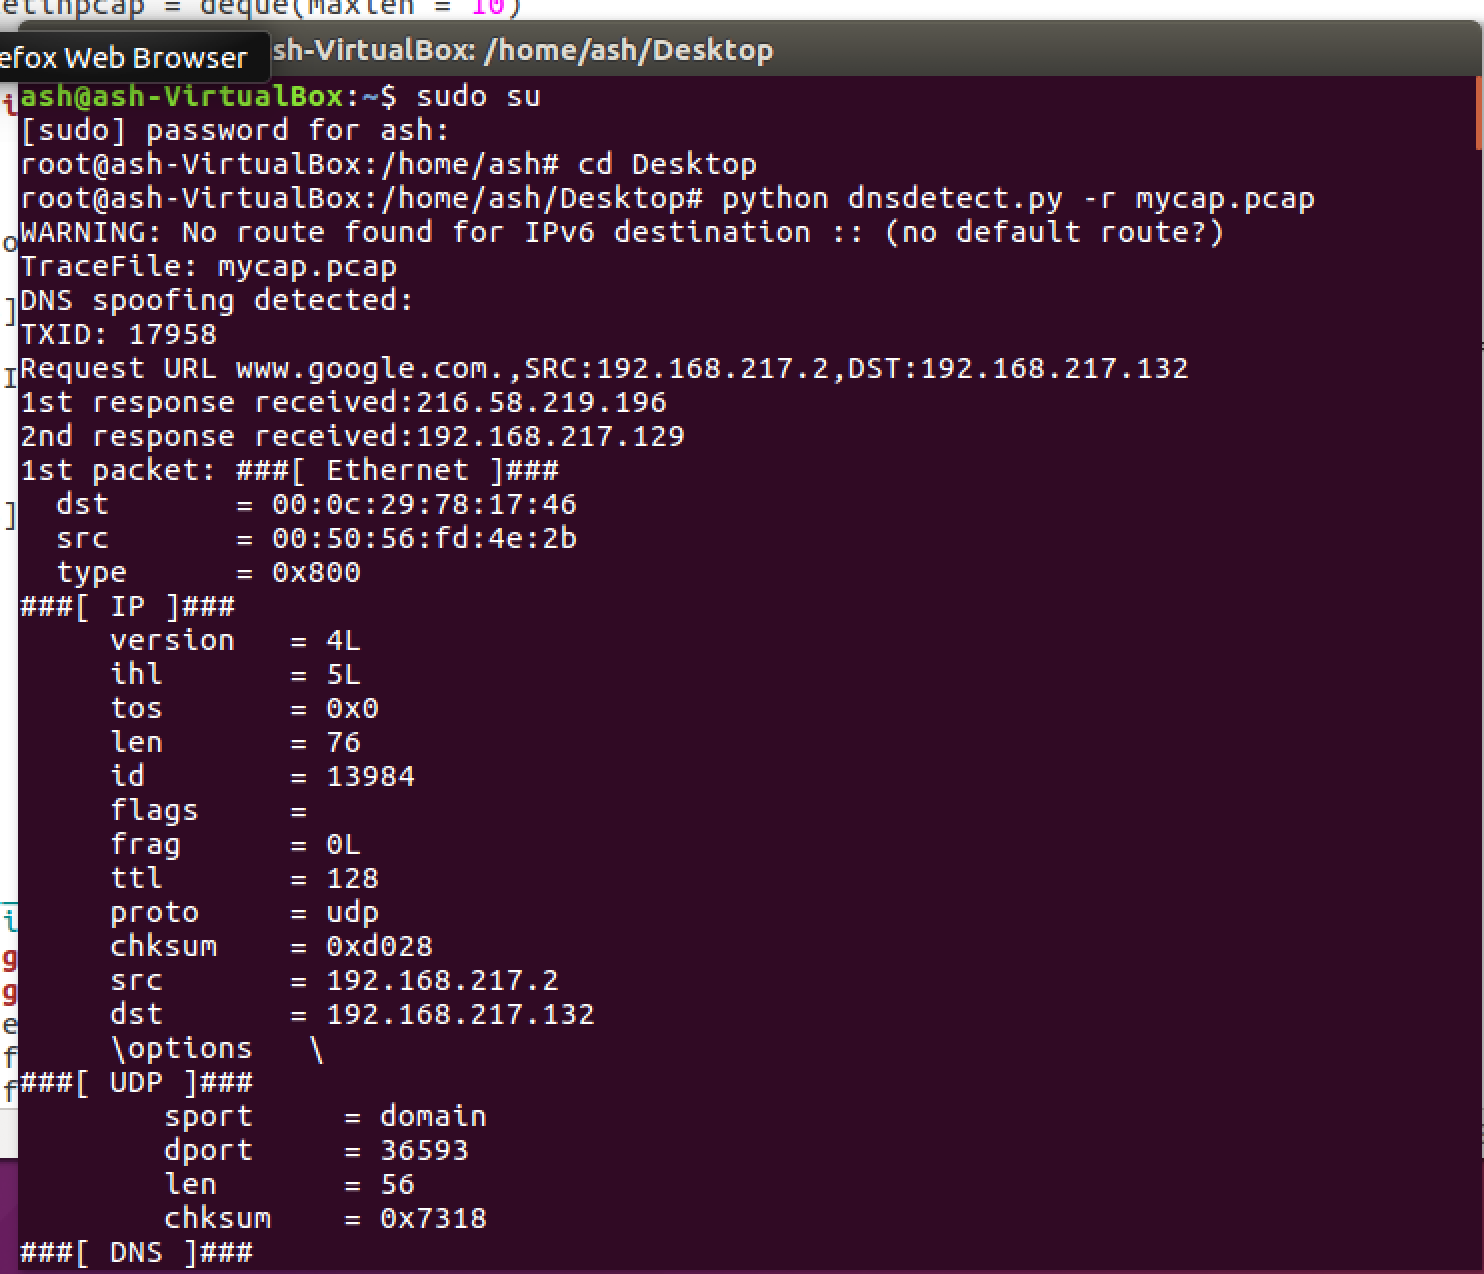 etinpcap = deque(maxlen = 10)
efox Web Browser
sh-VirtualBox: /home/ash/Desktop
ash@ash-VirtualBox:~$ sudo su
[sudo] password for ash:
root@ash-VirtualBox:/home/ash# cd Desktop
root@ash-VirtualBox:/home/ash/Desktop# python dnsdetect.py -r mycap.pcap
WARNING: No route found for IPv6 destination :: (no default route?)
TraceFile: mycap.pcap
DNS spoofing detected:
TXID: 17958
Request URL www.google.com.,SRC:192.168.217.2,DST:192.168.217.132
1st response received:216.58.219.196
2nd response received:192.168.217.129
1st packet: ###[ Ethernet ]###
  dst       = 00:0c:29:78:17:46
  src       = 00:50:56:fd:4e:2b
  type      = 0x800
###[ IP ]###
     version   = 4L
     ihl       = 5L
     tos       = 0x0
     len       = 76
     id        = 13984
     flags     =
     frag      = 0L
     ttl       = 128
     proto     = udp
     chksum    = 0xd028
     src       = 192.168.217.2
     dst       = 192.168.217.132
     \options   \
###[ UDP ]###
        sport     = domain
        dport     = 36593
        len       = 56
        chksum    = 0x7318
###[ DNS ]###